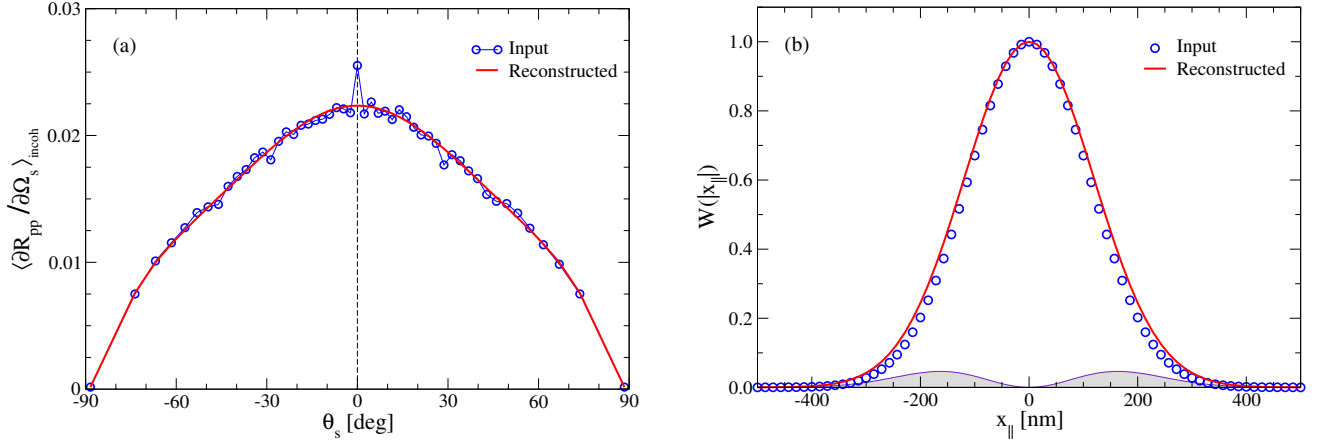 0.03
(a)
Input
Reconstructed
0.02
0.01
0
⟨∂R_pp /∂Ω_s⟩_incoh
-90
-60
-30
0
30
60
90
θ_s [deg]
1.0
(b)
Input
Reconstructed
0.8
0.6
0.4
0.2
0.0
W(|x_∥|)
-400
-200
0
200
400
x_∥ [nm]